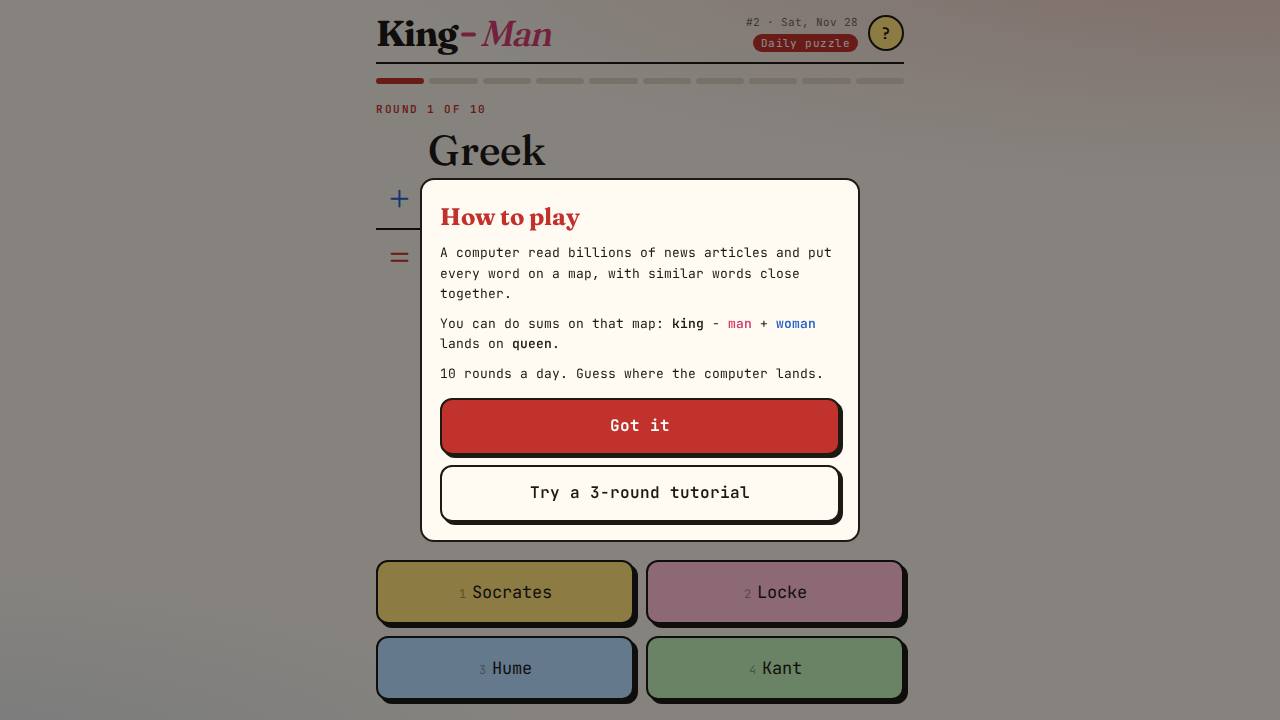 King-Man
#2 · Sat, Nov 28
Daily puzzle
?
ROUND 1 OF 10
Greek
+
=
How to play
A computer read billions of news articles and put
every word on a map, with similar words close
together.
You can do sums on that map: king - man + woman
lands on queen.
10 rounds a day. Guess where the computer lands.
Got it
Try a 3-round tutorial
1 Socrates
2 Locke
3 Hume
4 Kant